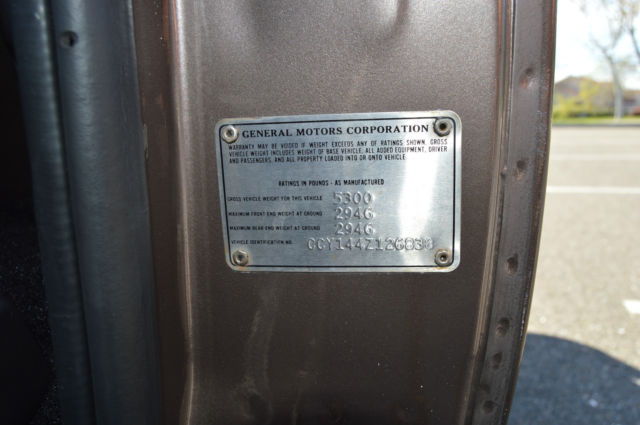 GENERAL MOTORS CORPORATION
WARRANTY MAY BE VOIDED IF WEIGHT EXCEEDS ANY OF RATINGS SHOWN. GROSS
VEHICLE WEIGHT INCLUDES WEIGHT OF BASE VEHICLE, ALL ADDED EQUIPMENT, DRIVER
AND PASSENGERS, AND ALL PROPERTY LOADED INTO OR ONTO VEHICLE.
RATINGS IN POUNDS - AS MANUFACTURED
GROSS VEHICLE WEIGHT FOR THIS VEHICLE 5300
MAXIMUM FRONT END WEIGHT AT GROUND 2946
MAXIMUM REAR END WEIGHT AT GROUND 2946
VEHICLE IDENTIFICATION NO.